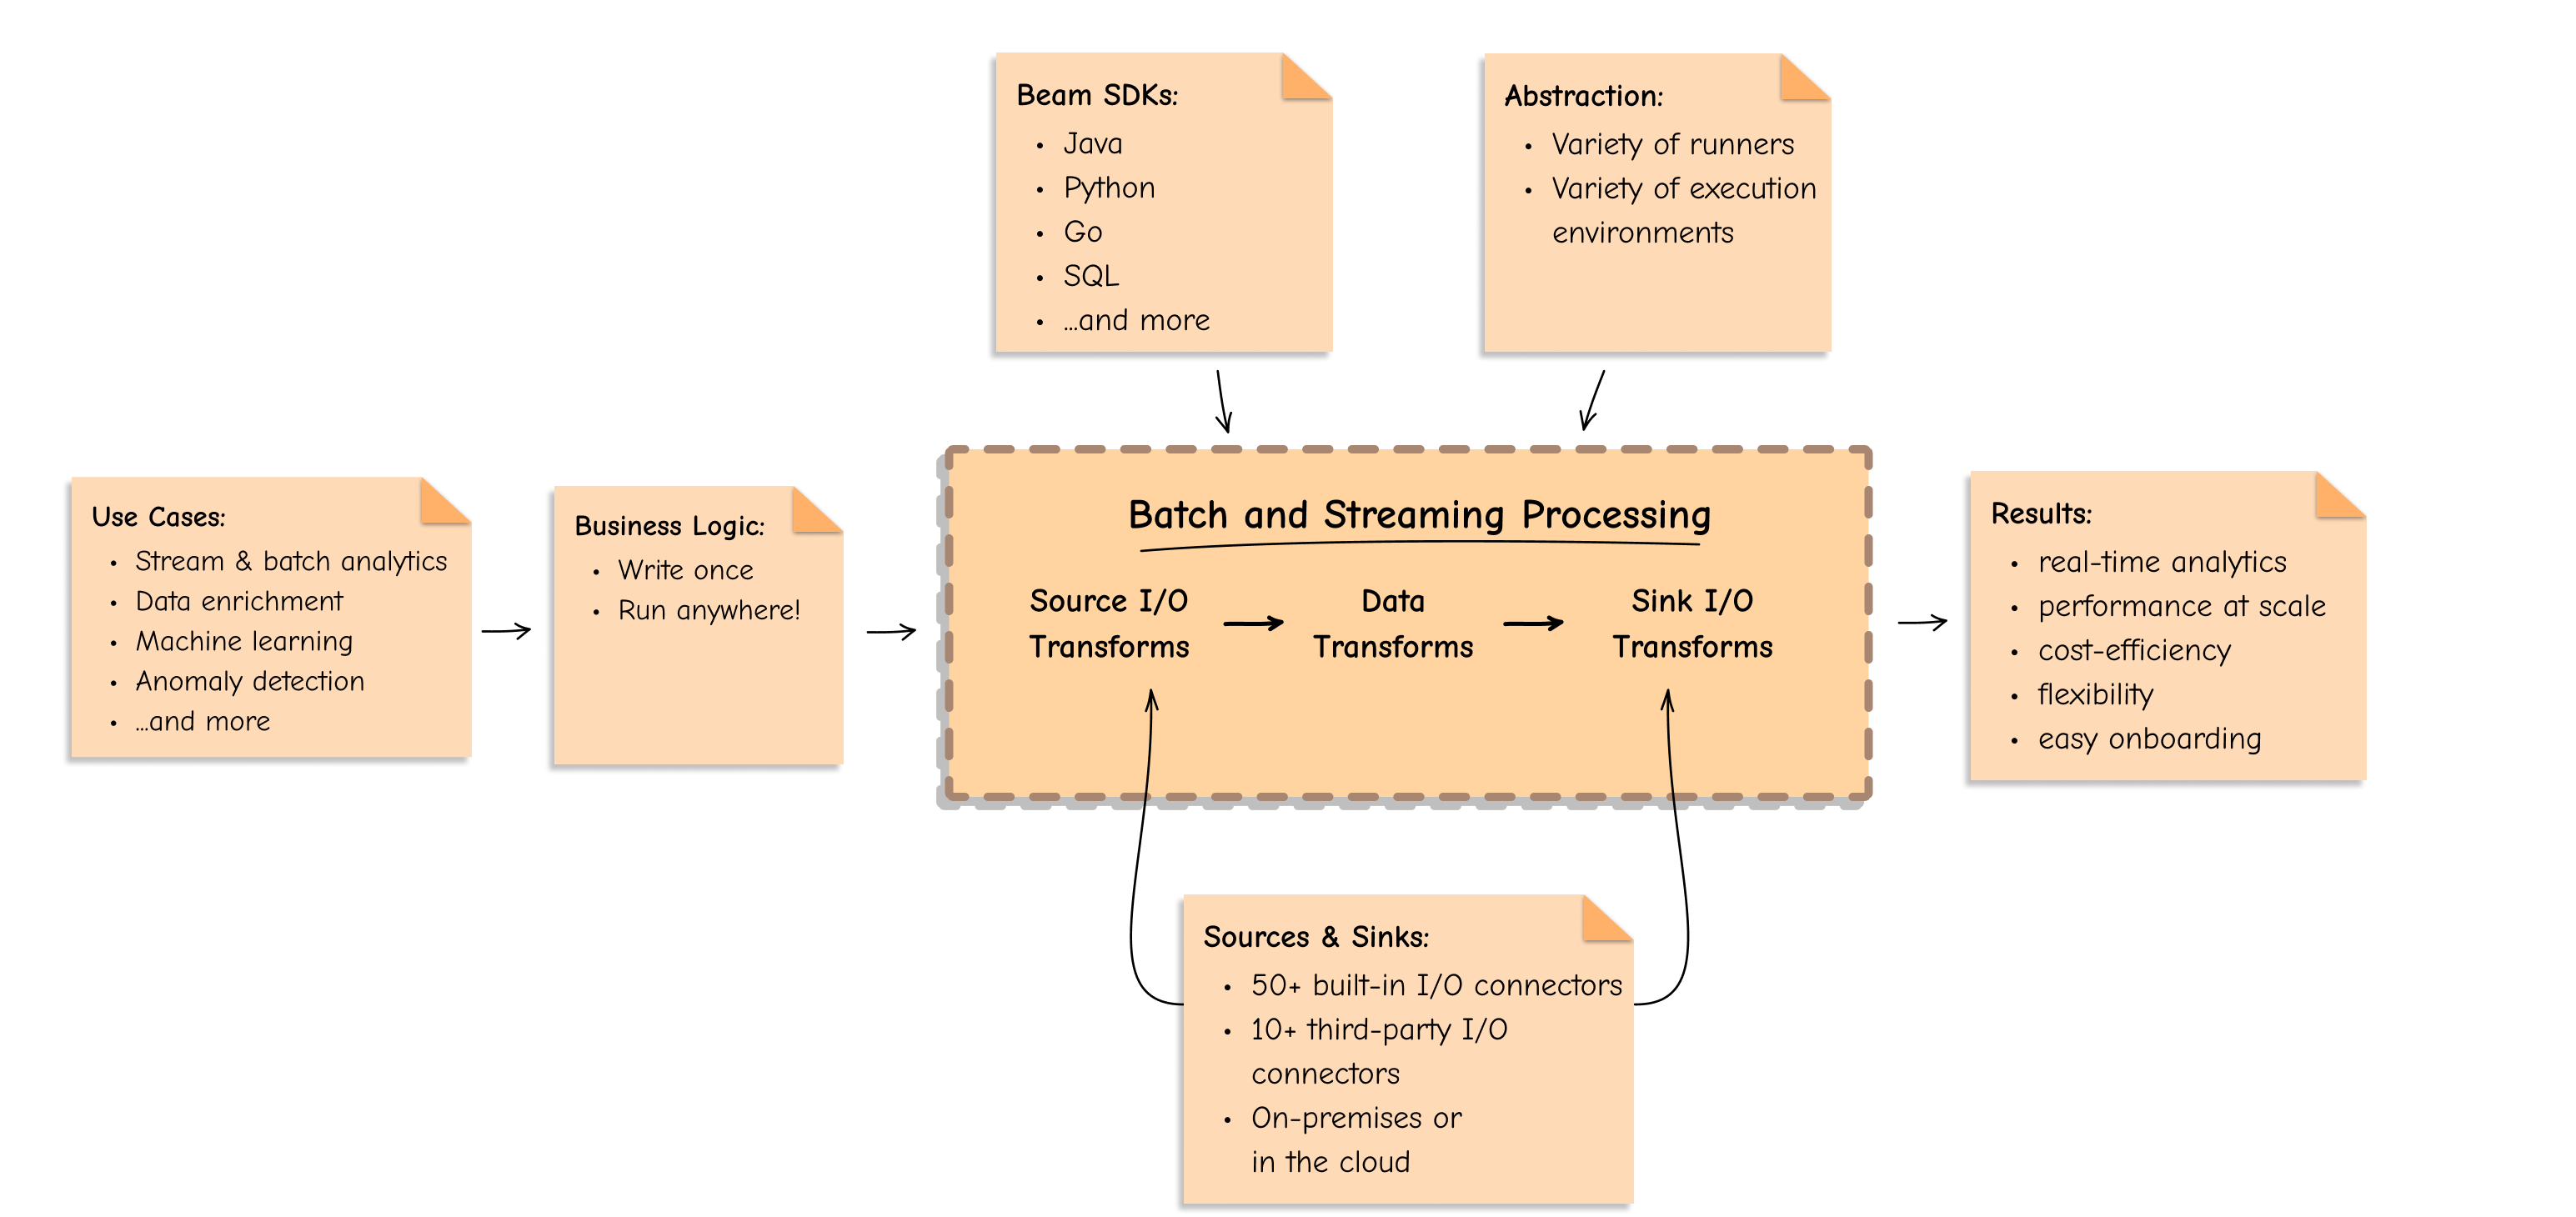 Beam SDKs:
• Java
• Python
• Go
• SQL
• ...and more
Abstraction:
• Variety of runners
• Variety of execution
environments
Use Cases:
• Stream & batch analytics
• Data enrichment
• Machine learning
• Anomaly detection
• ...and more
Business Logic:
• Write once
• Run anywhere!
Batch and Streaming Processing
Source I/O
Transforms
Data
Transforms
Sink I/O
Transforms
Results:
• real-time analytics
• performance at scale
• cost-efficiency
• flexibility
• easy onboarding
Sources & Sinks:
• 50+ built-in I/O connectors
• 10+ third-party I/O
connectors
• On-premises or
in the cloud